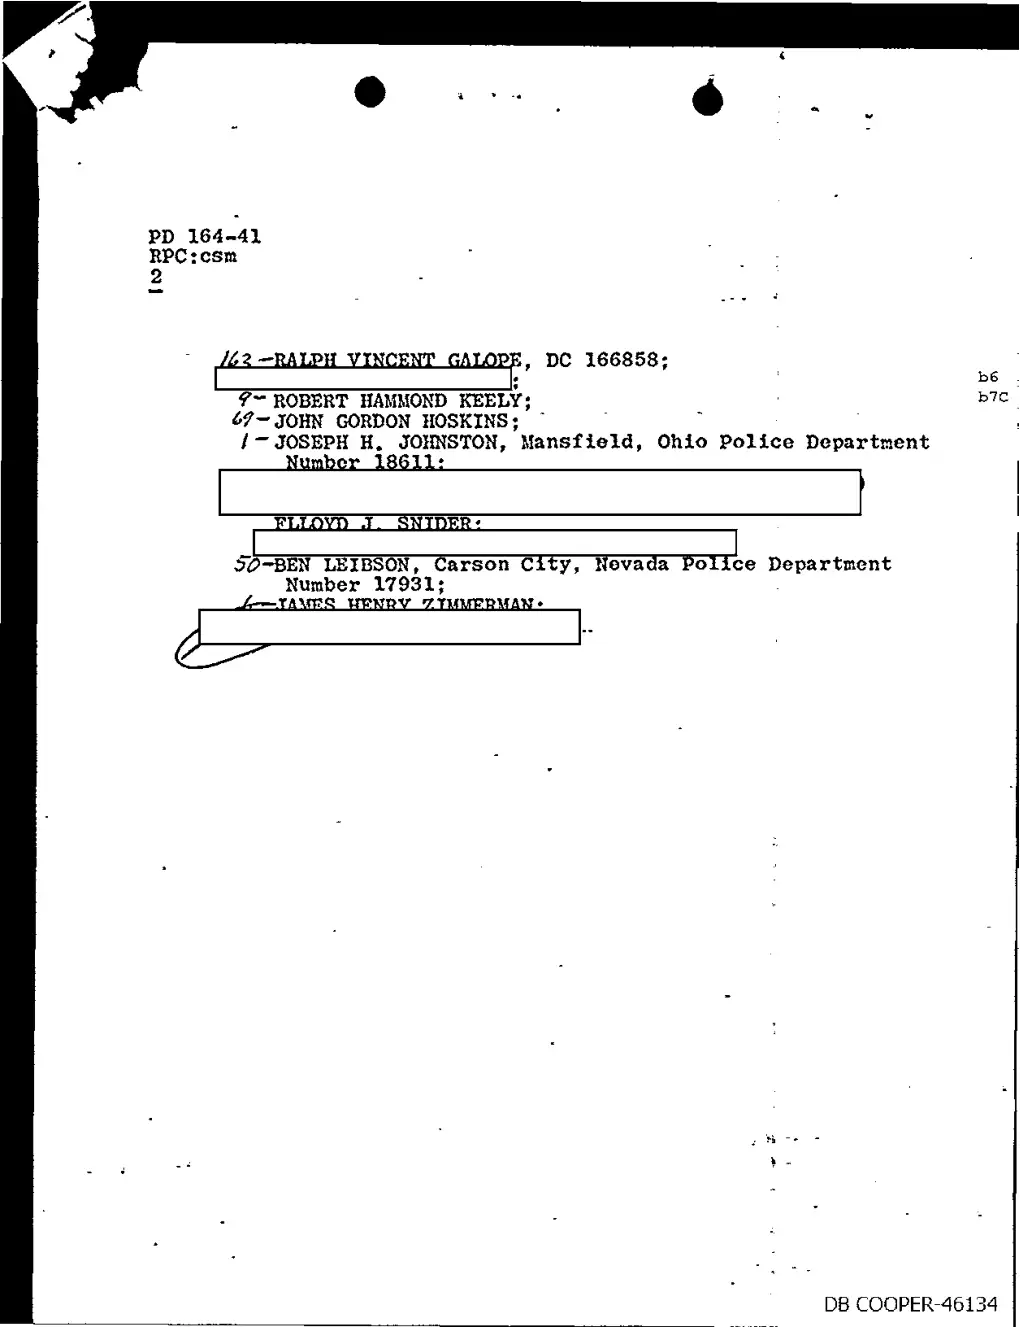 PD 164-41
RPC:csm
2
163-RALPH VINCENT GALOPE, DC 166858;
;
b6
9-ROBERT HAMMOND KEELY;
b7C
69-JOHN GORDON HOSKINS;
1-JOSEPH H. JOHNSTON, Mansfield, Ohio Police Department
Number 18611;
FLLOYD J. SNIDER;
50-BEN LEIBSON, Carson City, Nevada Police Department
Number 17931;
JAMES HENRY ZIMMERMAN;
DB COOPER-46134